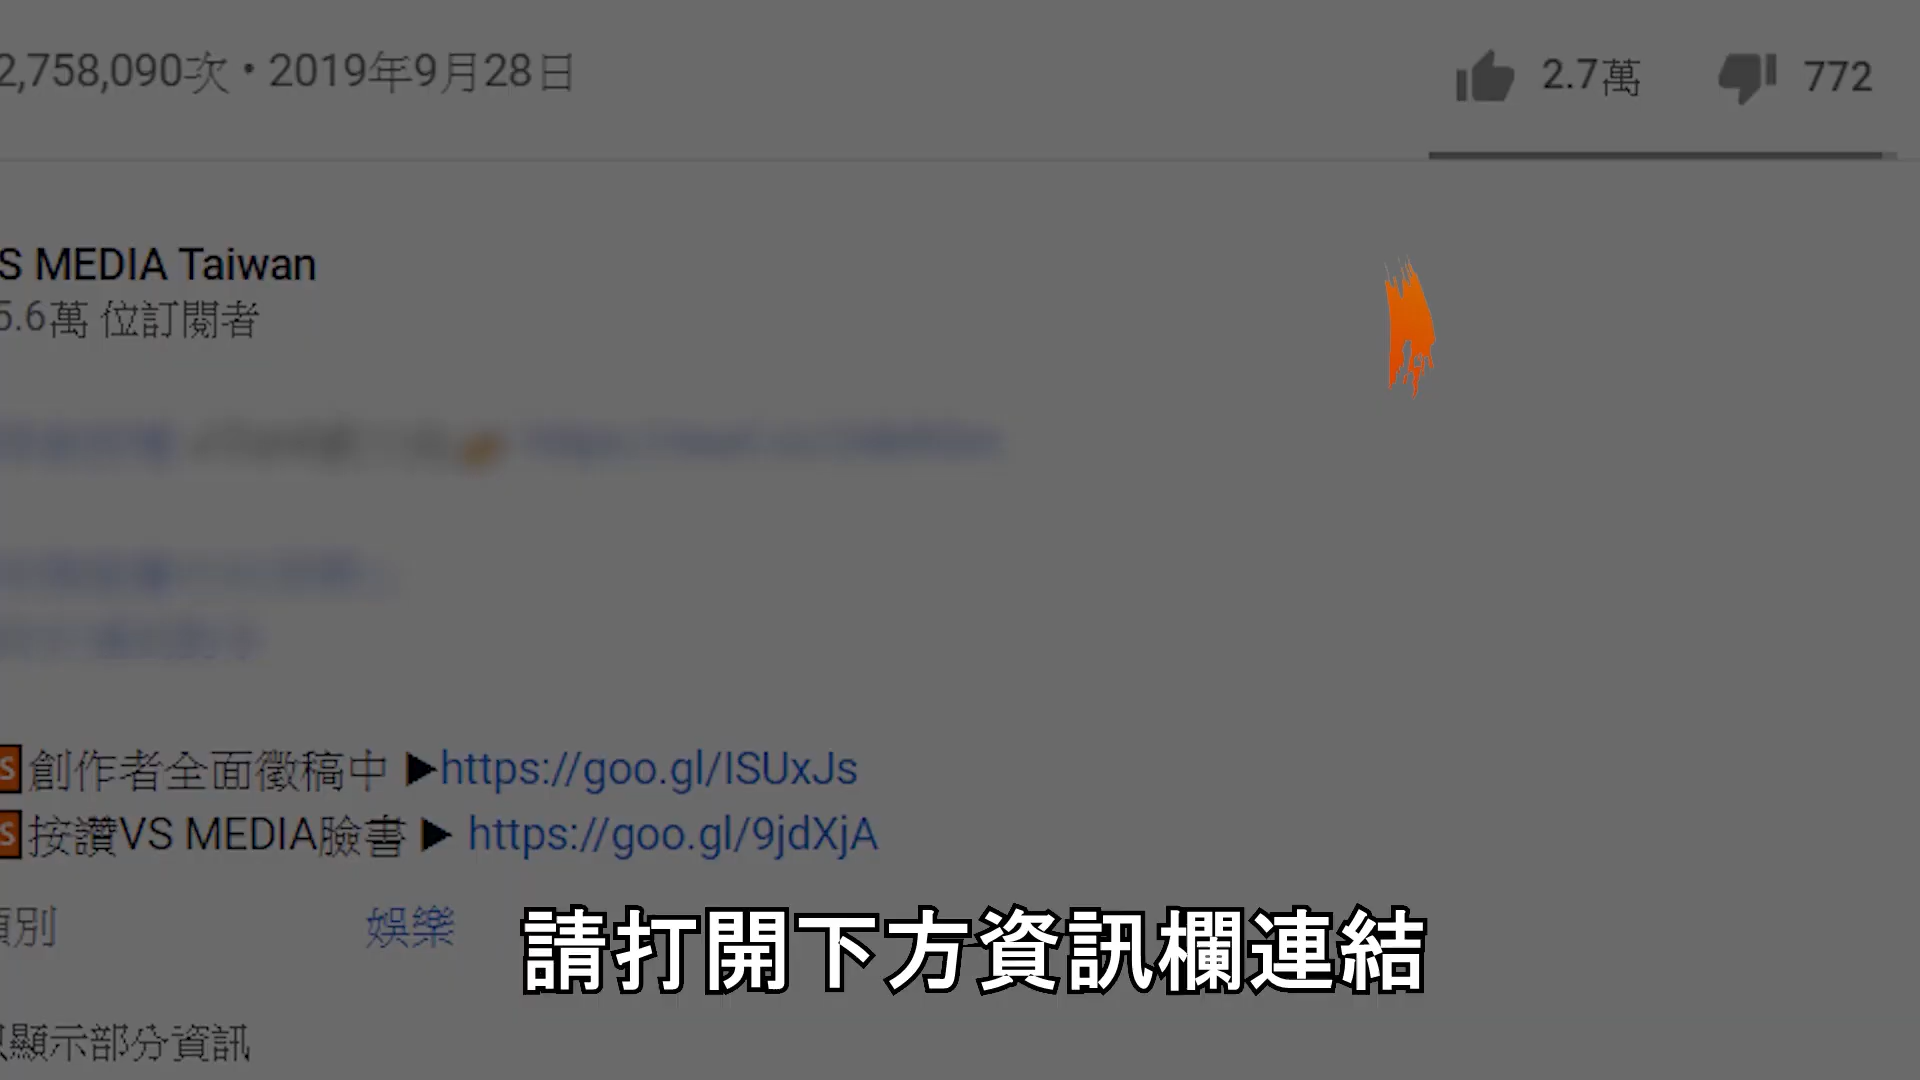 2,758,090次 • 2019年9月28日
2.7萬
772
S MEDIA Taiwan
5.6萬 位訂閱者
創作者全面徵稿中 ▶https://goo.gl/ISUxJs
按讚VS MEDIA臉書 ▶ https://goo.gl/9jdXjA
類別
娛樂
請打開下方資訊欄連結
只顯示部分資訊